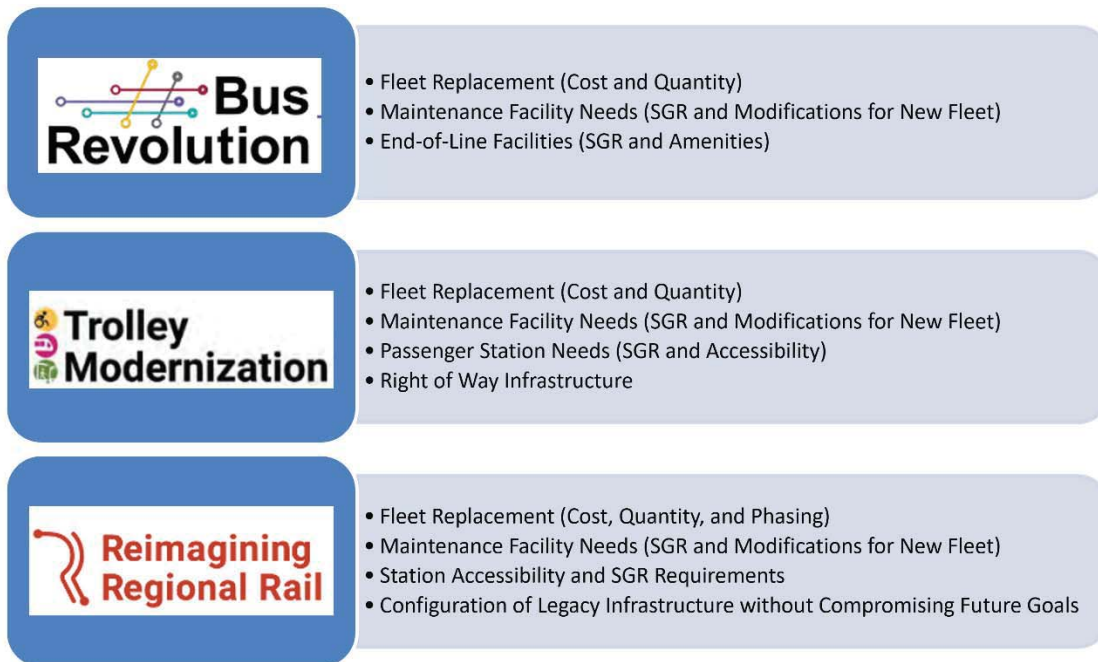 Bus
Revolution
• Fleet Replacement (Cost and Quantity)
• Maintenance Facility Needs (SGR and Modifications for New Fleet)
• End-of-Line Facilities (SGR and Amenities)
Trolley
Modernization
• Fleet Replacement (Cost and Quantity)
• Maintenance Facility Needs (SGR and Modifications for New Fleet)
• Passenger Station Needs (SGR and Accessibility)
• Right of Way Infrastructure
Reimagining
Regional Rail
• Fleet Replacement (Cost, Quantity, and Phasing)
• Maintenance Facility Needs (SGR and Modifications for New Fleet)
• Station Accessibility and SGR Requirements
• Configuration of Legacy Infrastructure without Compromising Future Goals